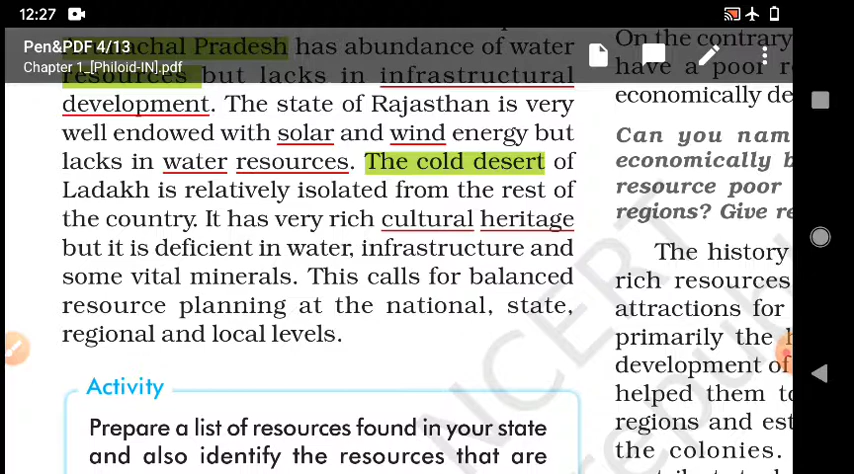 12:27
Pen&PDF 4/13
Chapter 1_[Philoid-IN].pdf
Pradesh has abundance of water
resources but lacks in infrastructural
development. The state of Rajasthan is very
well endowed with solar and wind energy but
lacks in water resources. The cold desert of
Ladakh is relatively isolated from the rest of
the country. It has very rich cultural heritage
but it is deficient in water, infrastructure and
some vital minerals. This calls for balanced
resource planning at the national, state,
regional and local levels.
Activity
Prepare a list of resources found in your state
and also identify the resources that are
On the contrary
have a poor r
economically de
Can you nam
economically b
resource poor
regions? Give re
The history
rich resources
attractions for
primarily the h
development of
helped them to
regions and est
the colonies.
NCERT
republi